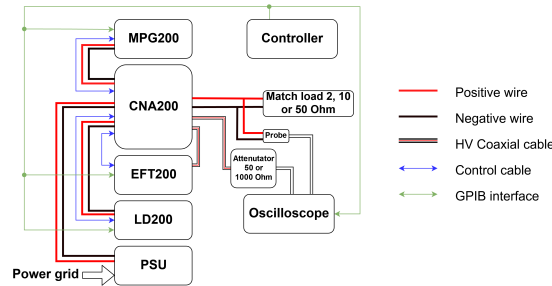 MPG200
Controller
CNA200
Match load 2, 10
or 50 Ohm
Probe
Attenutator
50 or
1000 Ohm
EFT200
Oscilloscope
LD200
PSU
Power grid
Positive wire
Negative wire
HV Coaxial cable
Control cable
GPIB interface